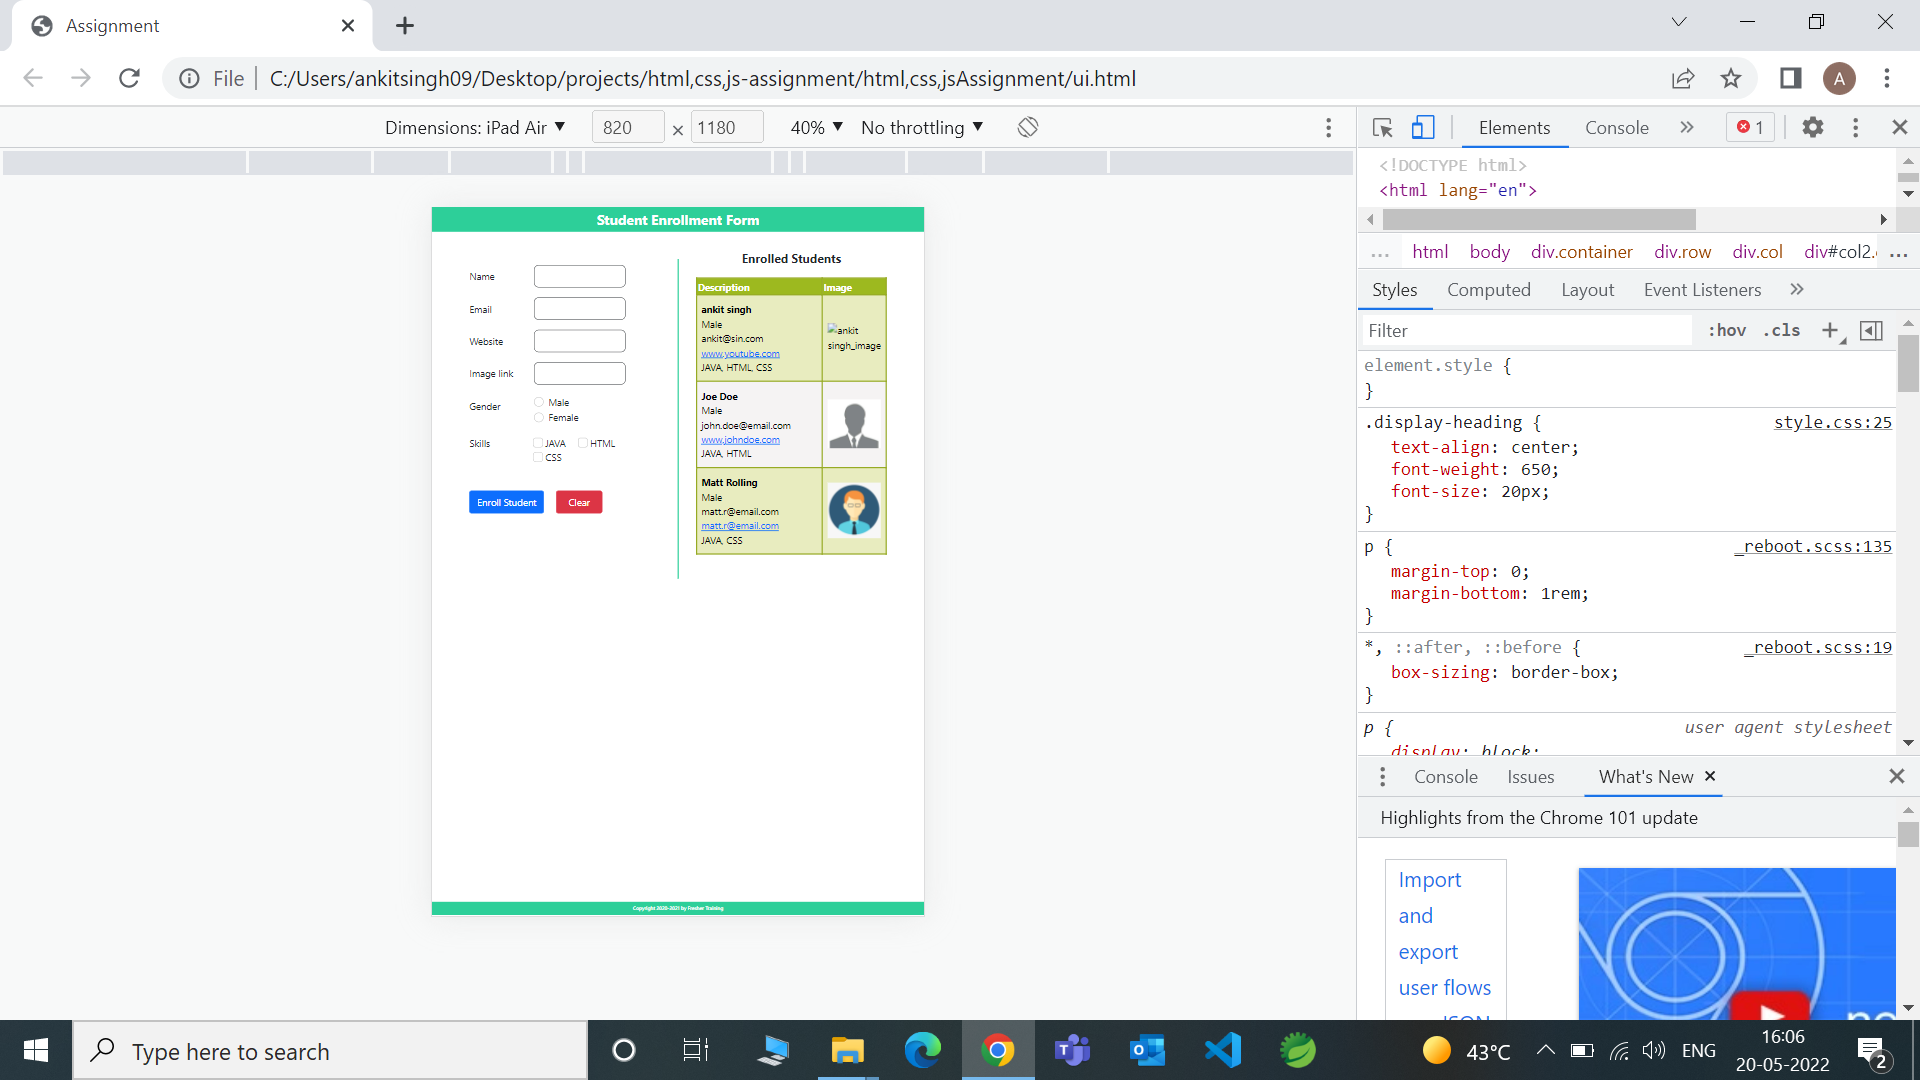 Assignment
File
C:/Users/ankitsingh09/Desktop/projects/html,css,js-assignment/html,css,jsAssignment/ui.html
A
Dimensions: iPad Air
820 × 1180
40%
No throttling
Student Enrollment Form
Name
Email
Website
Image link
Gender
Male
Female
Skills
JAVA
HTML
CSS
Enroll Student
Clear
Enrolled Students
Description
Image
ankit singh
Male
ankit@sin.com
www.youtube.com
JAVA, HTML, CSS
ankit
singh_image
Joe Doe
Male
john.doe@email.com
www.johndoe.com
JAVA, HTML
Matt Rolling
Male
matt.r@email.com
matt.r@email.com
JAVA, CSS
Elements
Console
1
<!DOCTYPE html>
<html lang="en">
... html body div.container div.row div.col div#col2. ...
Styles Computed Layout Event Listeners
Filter
:hov .cls
element.style {
}
.display-heading { style.css:25
text-align: center;
font-weight: 650;
font-size: 20px;
}
p { _reboot.scss:135
margin-top: 0;
margin-bottom: 1rem;
}
*, ::after, ::before { _reboot.scss:19
box-sizing: border-box;
}
p { user agent stylesheet
display: block;
Console Issues What's New
Highlights from the Chrome 101 update
Import
and
export
user flows
Type here to search
43°C
ENG
16:06
20-05-2022
2